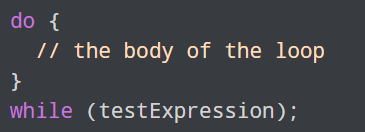 do {
  // the body of the loop
}
while (testExpression);